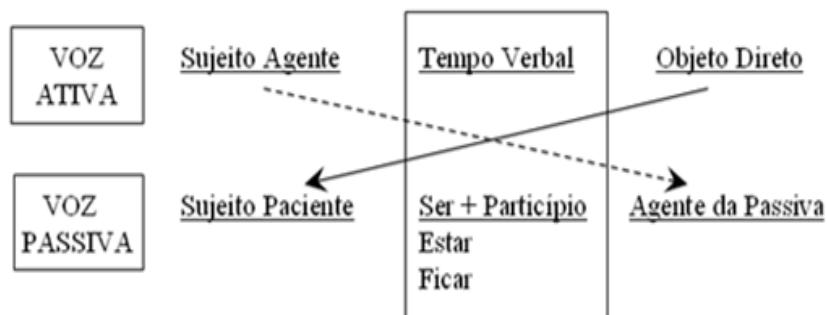 VOZ ATIVA
Sujeito Agente
Tempo Verbal
Objeto Direto
VOZ PASSIVA
Sujeito Paciente
Ser + Particípio
Estar
Ficar
Agente da Passiva